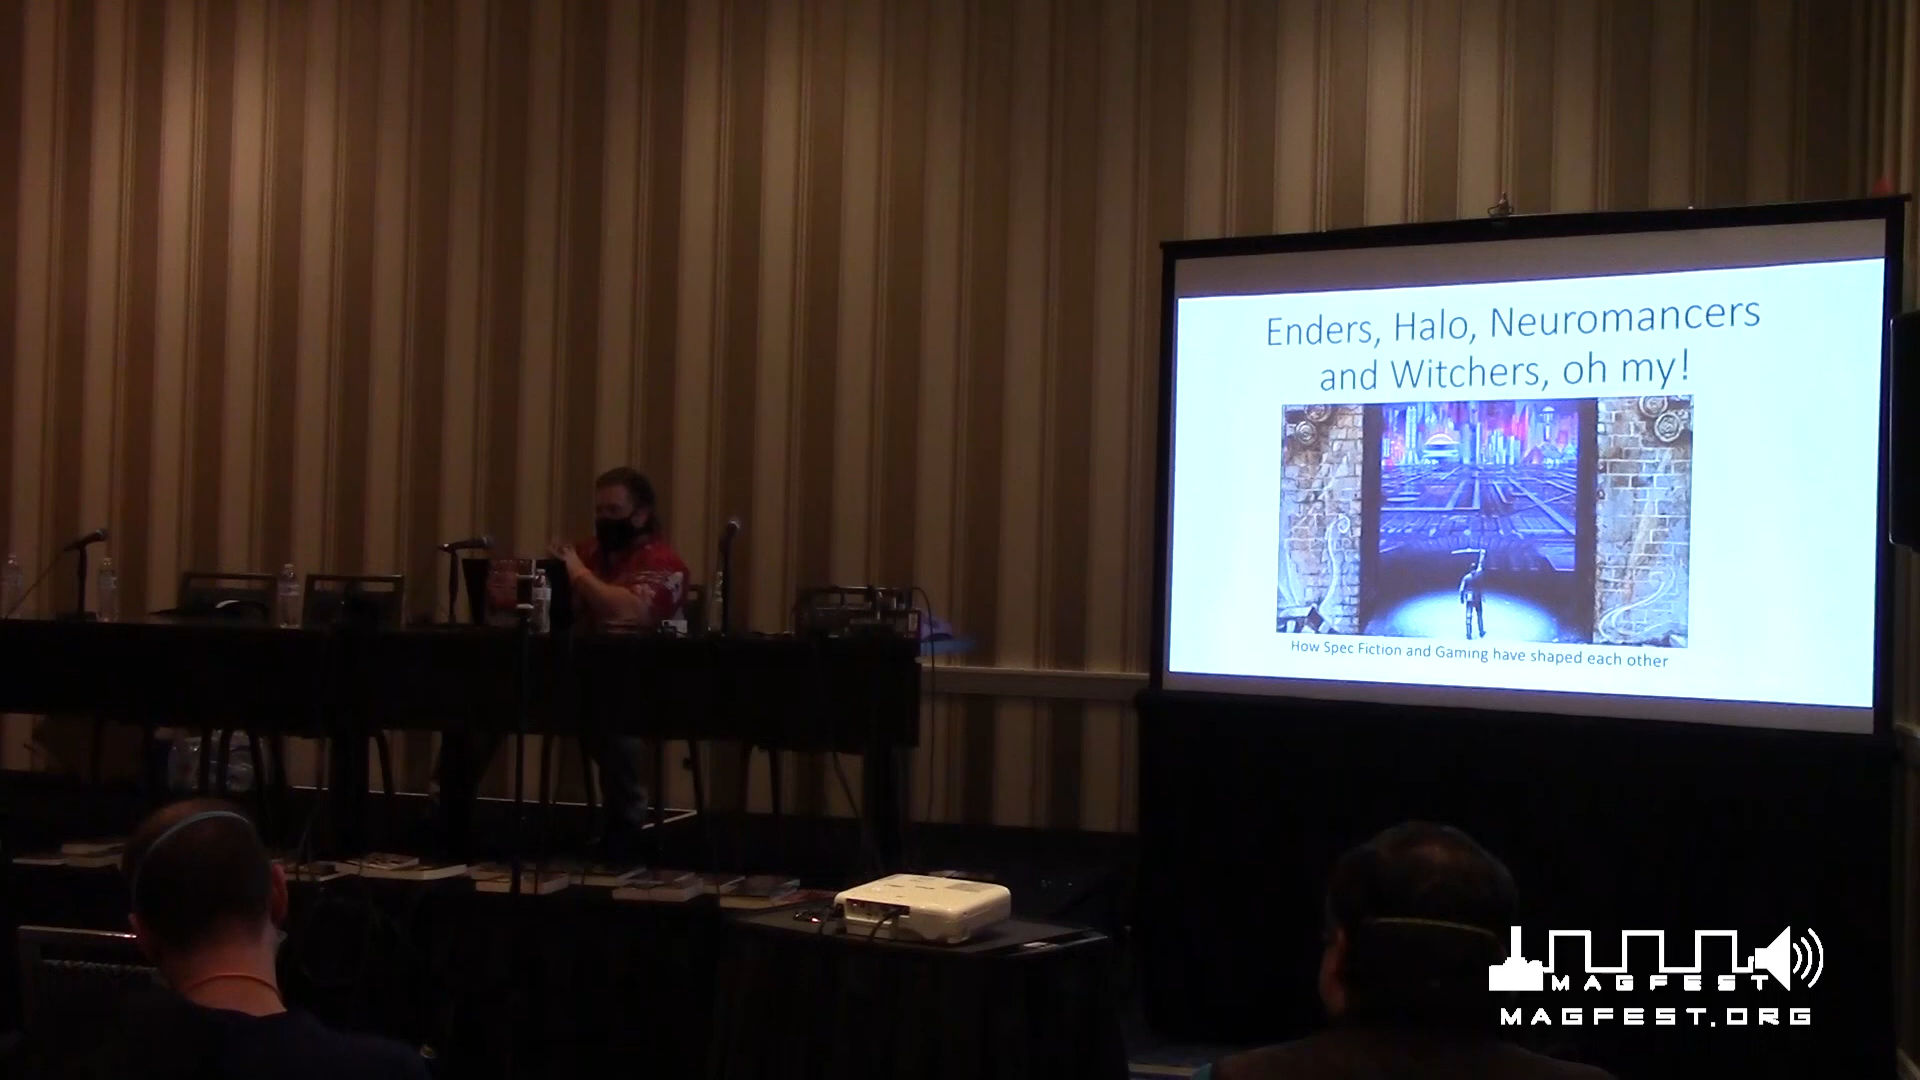 Enders, Halo, Neuromancers
and Witchers, oh my!
How Spec Fiction and Gaming have shaped each other
MAGFEST
MAGFEST.ORG